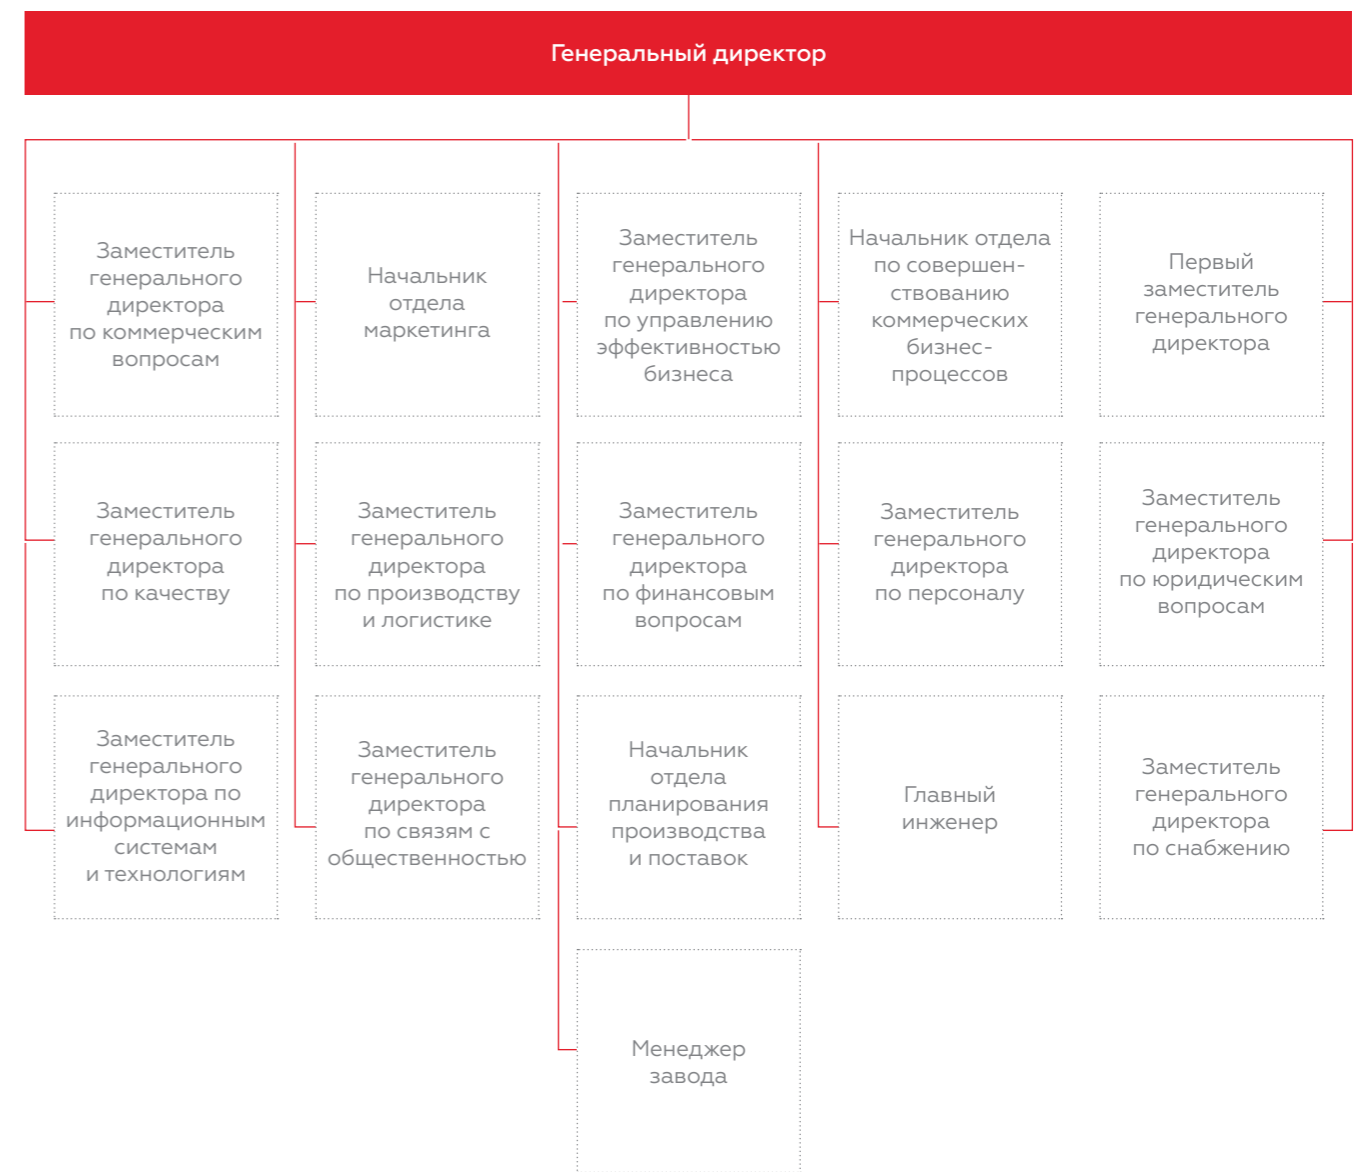 Генеральный директор
Заместитель
генерального
директора
по коммерческим
вопросам
Начальник
отдела
маркетинга
Заместитель
генерального
директора
по управлению
эффективностью
бизнеса
Начальник отдела
по совершен-
ствованию
коммерческих
бизнес-
процессов
Первый
заместитель
генерального
директора
Заместитель
генерального
директора
по качеству
Заместитель
генерального
директора
по производству
и логистике
Заместитель
генерального
директора
по финансовым
вопросам
Заместитель
генерального
директора
по персоналу
Заместитель
генерального
директора
по юридическим
вопросам
Заместитель
генерального
директора по
информационным
системам
и технологиям
Заместитель
генерального
директора
по связям с
общественностью
Начальник
отдела
планирования
производства
и поставок
Главный
инженер
Заместитель
генерального
директора
по снабжению
Менеджер
завода